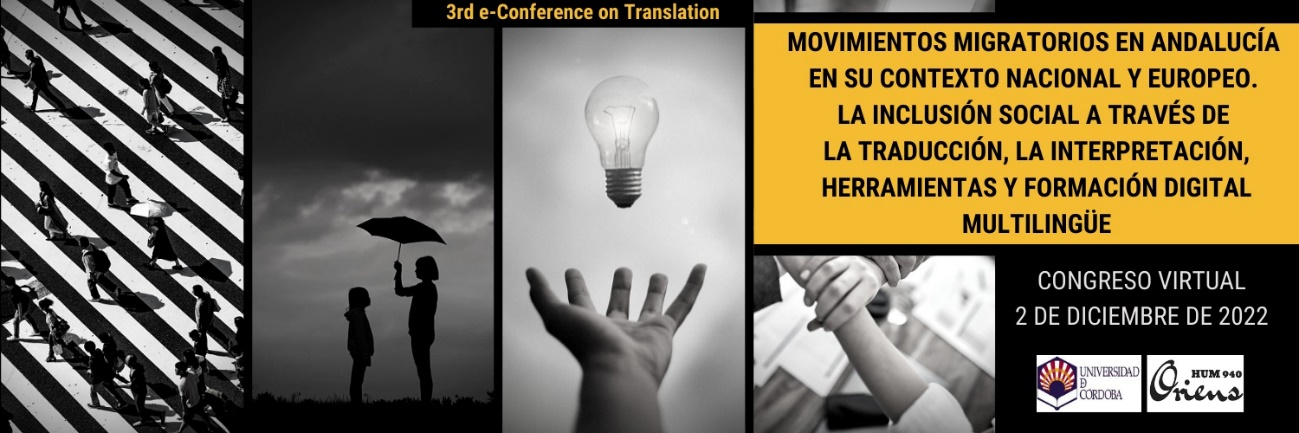 3rd e-Conference on Translation
MOVIMIENTOS MIGRATORIOS EN ANDALUCÍA
EN SU CONTEXTO NACIONAL Y EUROPEO.
LA INCLUSIÓN SOCIAL A TRAVÉS DE
LA TRADUCCIÓN, LA INTERPRETACIÓN,
HERRAMIENTAS Y FORMACIÓN DIGITAL
MULTILINGÜE
CONGRESO VIRTUAL
2 DE DICIEMBRE DE 2022
UNIVERSIDAD
D
CORDOBA
HUM 940
Oriens